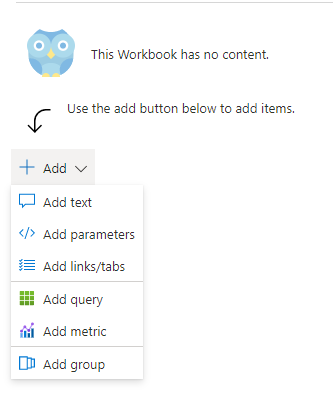 This Workbook has no content.
Use the add button below to add items.
Add
Add text
Add parameters
Add links/tabs
Add query
Add metric
Add group